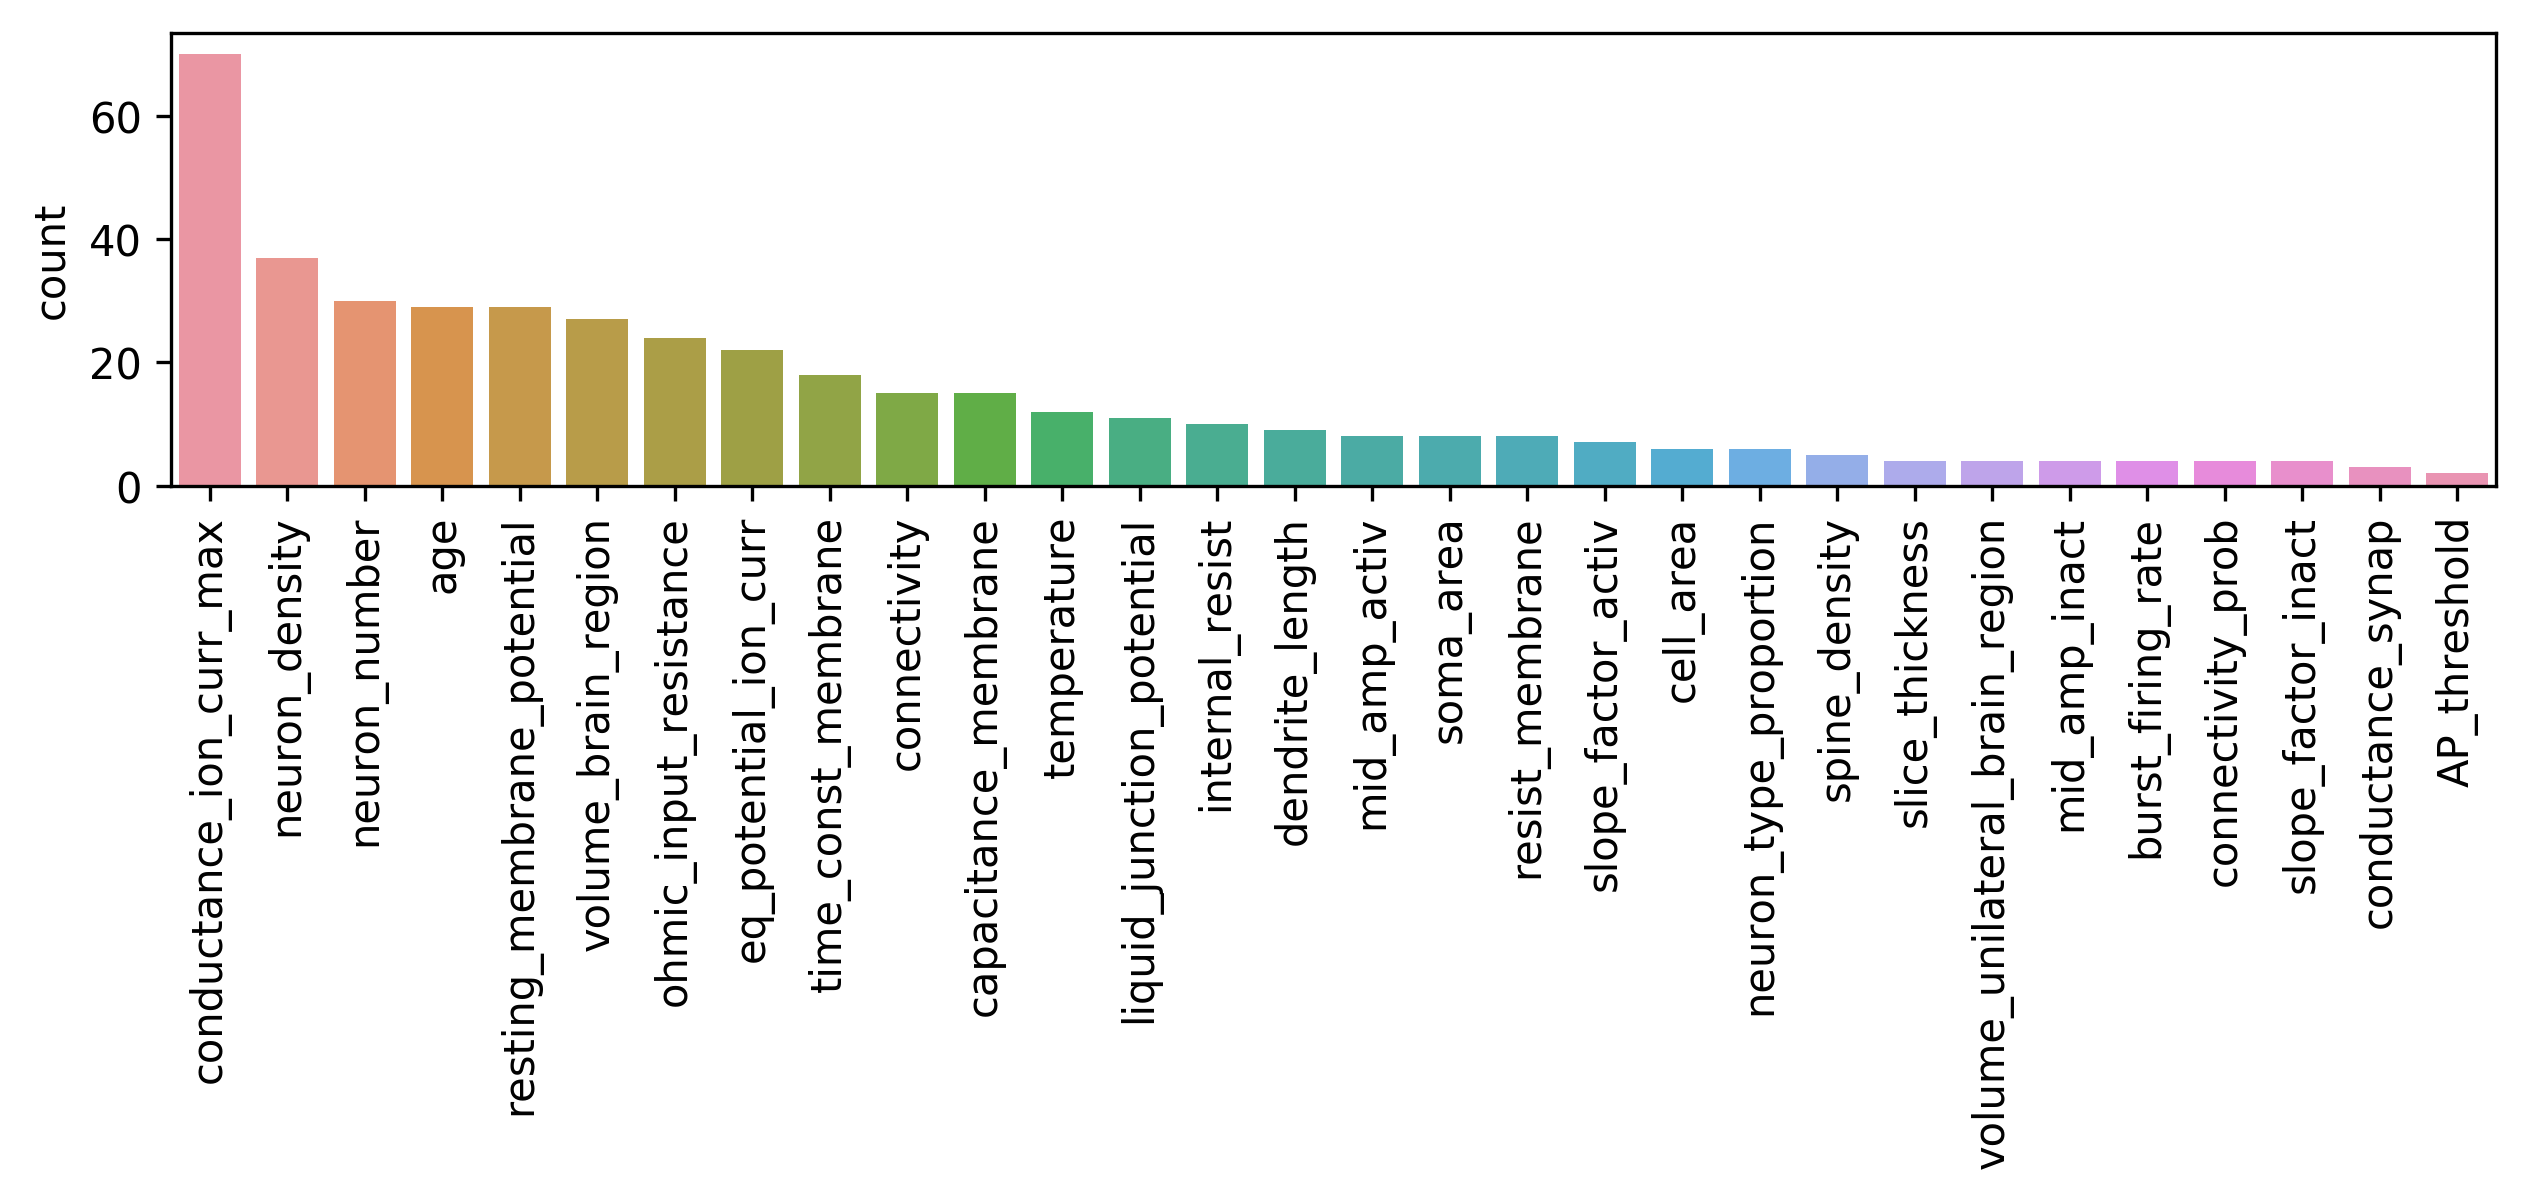 count
60
40
20
0
conductance_ion_curr_max
neuron_density
neuron_number
age
resting_membrane_potential
volume_brain_region
ohmic_input_resistance
eq_potential_ion_curr
time_const_membrane
connectivity
capacitance_membrane
temperature
liquid_junction_potential
internal_resist
dendrite_length
mid_amp_activ
soma_area
resist_membrane
slope_factor_activ
cell_area
neuron_type_proportion
spine_density
slice_thickness
volume_unilateral_brain_region
mid_amp_inact
burst_firing_rate
connectivity_prob
slope_factor_inact
conductance_synap
AP_threshold